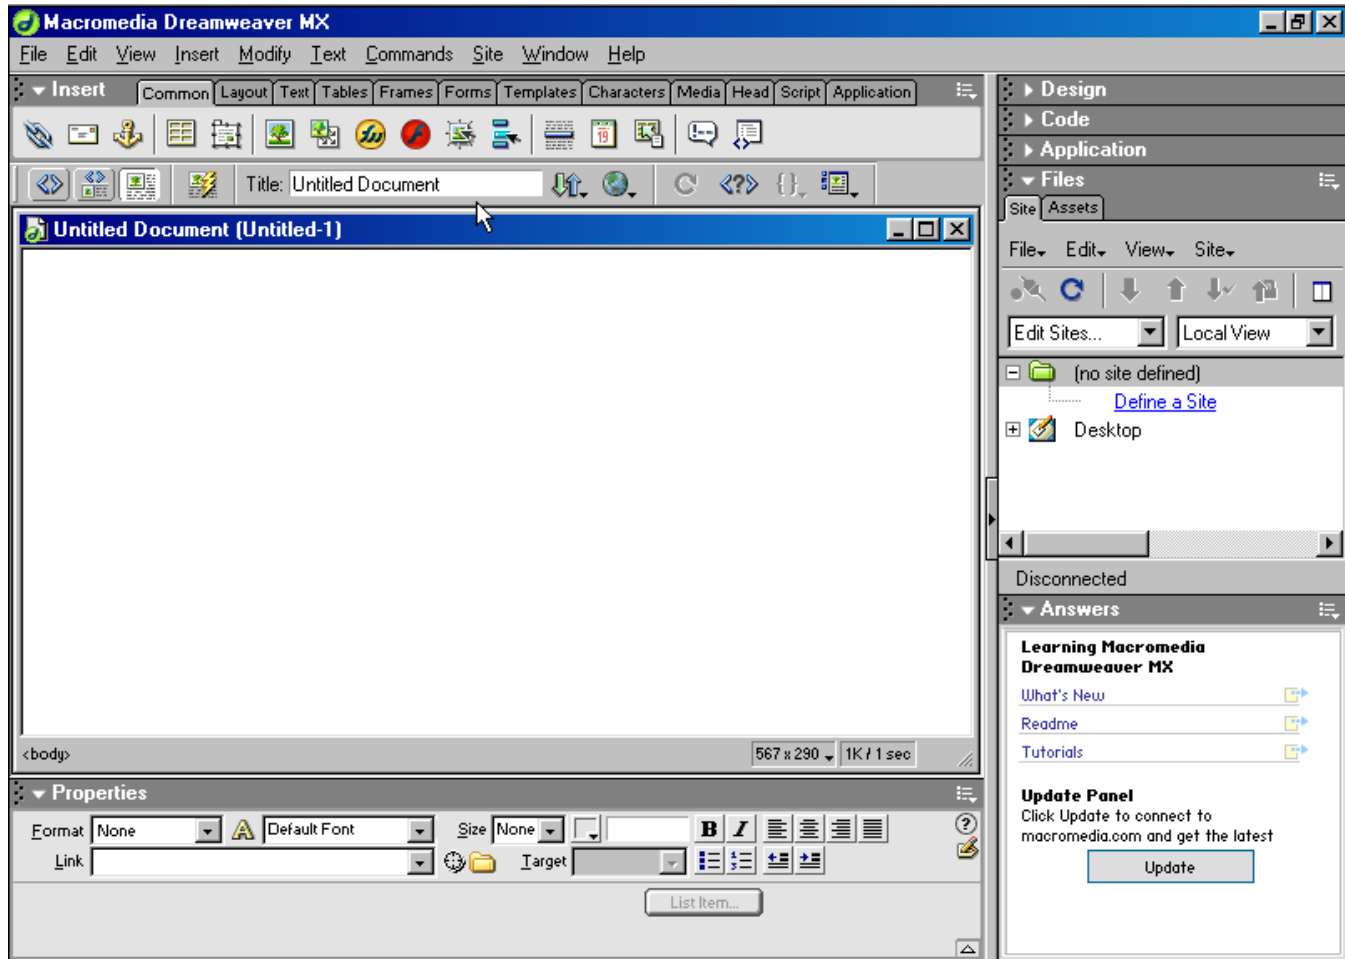 Macromedia Dreamweaver MX
File Edit View Insert Modify Text Commands Site Window Help
Insert Common Layout Text Tables Frames Forms Templates Characters Media Head Script Application
19
Title: Untitled Document
<?> {}
Untitled Document (Untitled-1)
<body> 567 x 290 1K / 1 sec
Properties
Format None Default Font Size None B I
Link Target
List Item...
Design
Code
Application
Files
Site Assets
File Edit View Site
Edit Sites... Local View
(no site defined)
Define a Site
Desktop
Disconnected
Answers
Learning Macromedia
Dreamweaver MX
What's New
Readme
Tutorials
Update Panel
Click Update to connect to
macromedia.com and get the latest
Update